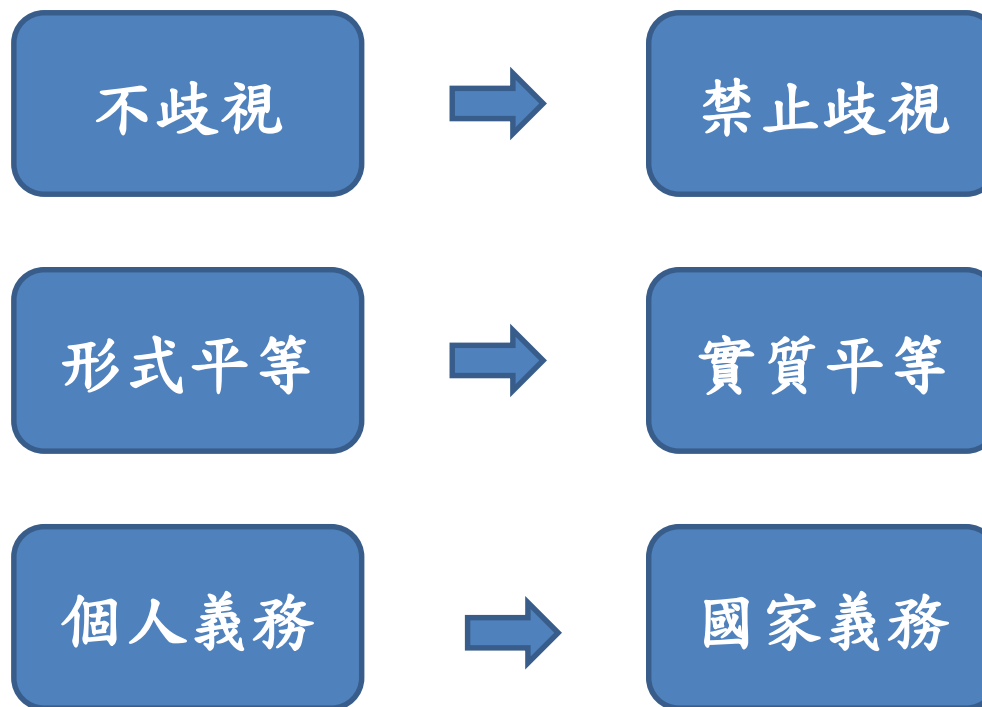 不歧視
禁止歧視
形式平等
實質平等
個人義務
國家義務